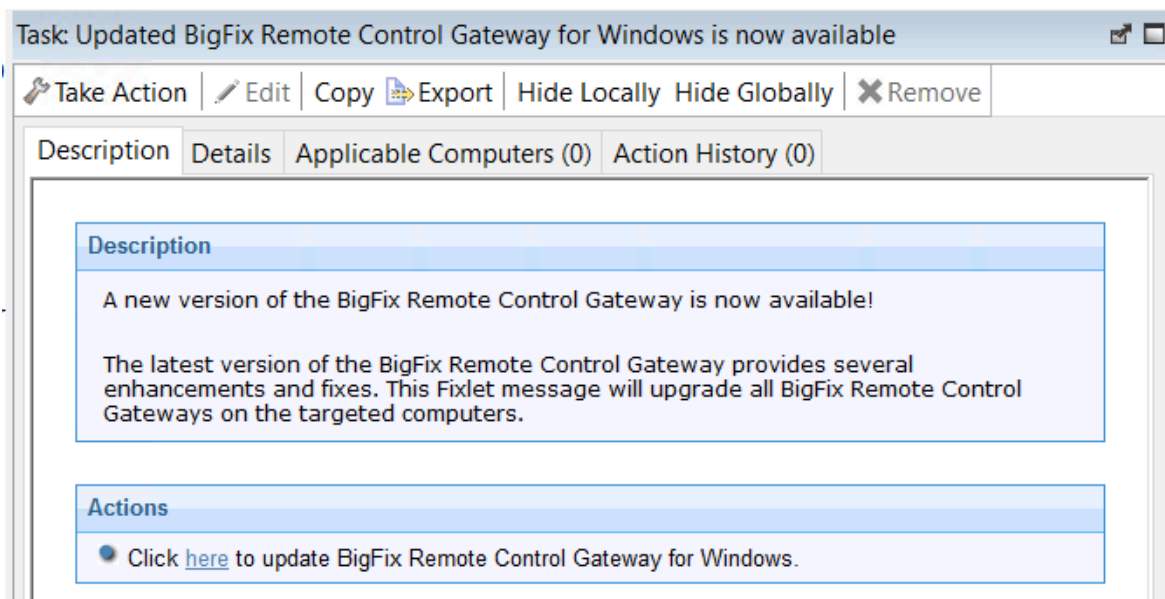 Task: Updated BigFix Remote Control Gateway for Windows is now available
Take Action Edit Copy Export Hide Locally Hide Globally Remove
Description Details Applicable Computers (0) Action History (0)
Description
A new version of the BigFix Remote Control Gateway is now available!
The latest version of the BigFix Remote Control Gateway provides several
enhancements and fixes. This Fixlet message will upgrade all BigFix Remote Control
Gateways on the targeted computers.
Actions
Click here to update BigFix Remote Control Gateway for Windows.